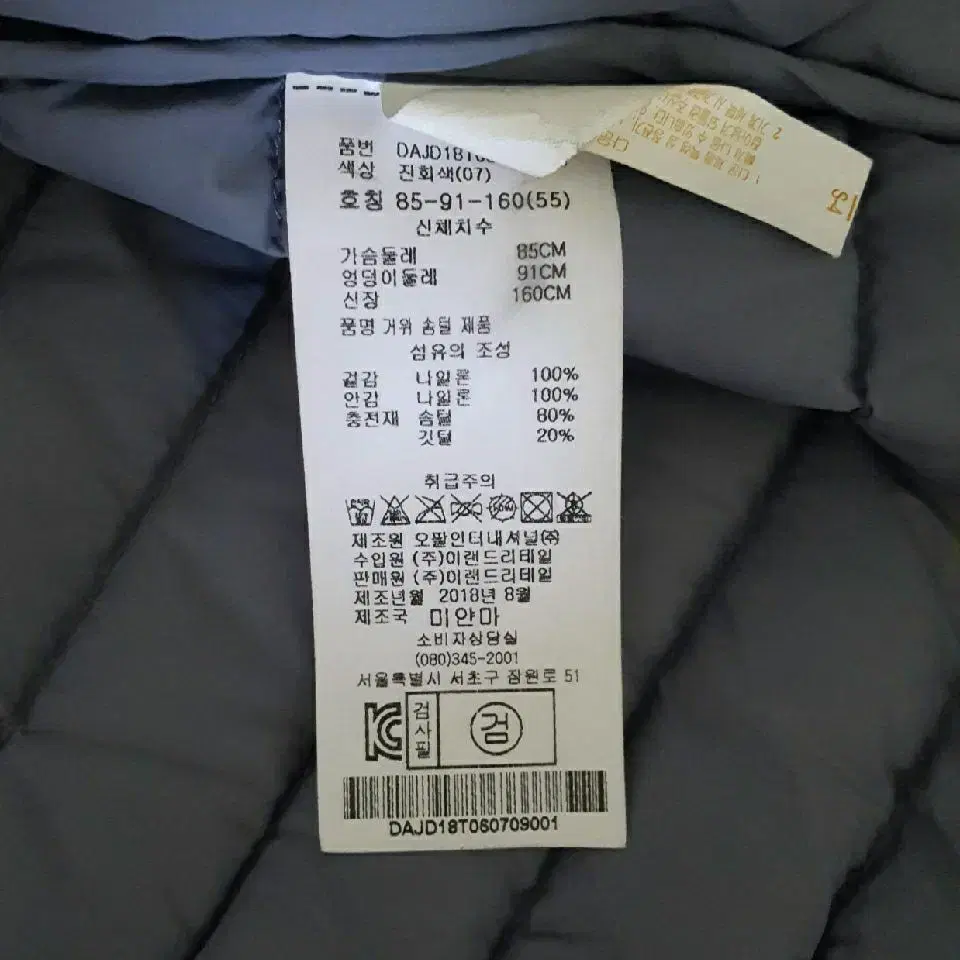 품번 DAJD18T06
색상 진회색(07)
호칭 85-91-160(55)
신체치수
가슴둘레 85CM
엉덩이둘레 91CM
신장 160CM
품명 거위 솜털 제품
섬유의 조성
겉감 나일론 100%
안감 나일론 100%
충전재 솜털 80%
깃털 20%
취급주의
제조원 오팔인터내셔널㈜
수입원 (주)이랜드리테일
판매원 (주)이랜드리테일
제조년월 2018년 8월
제조국 미얀마
소비자상담실
(080)345-2001
서울특별시 서초구 잠원로 51
검사필
검
DAJD18T060709001